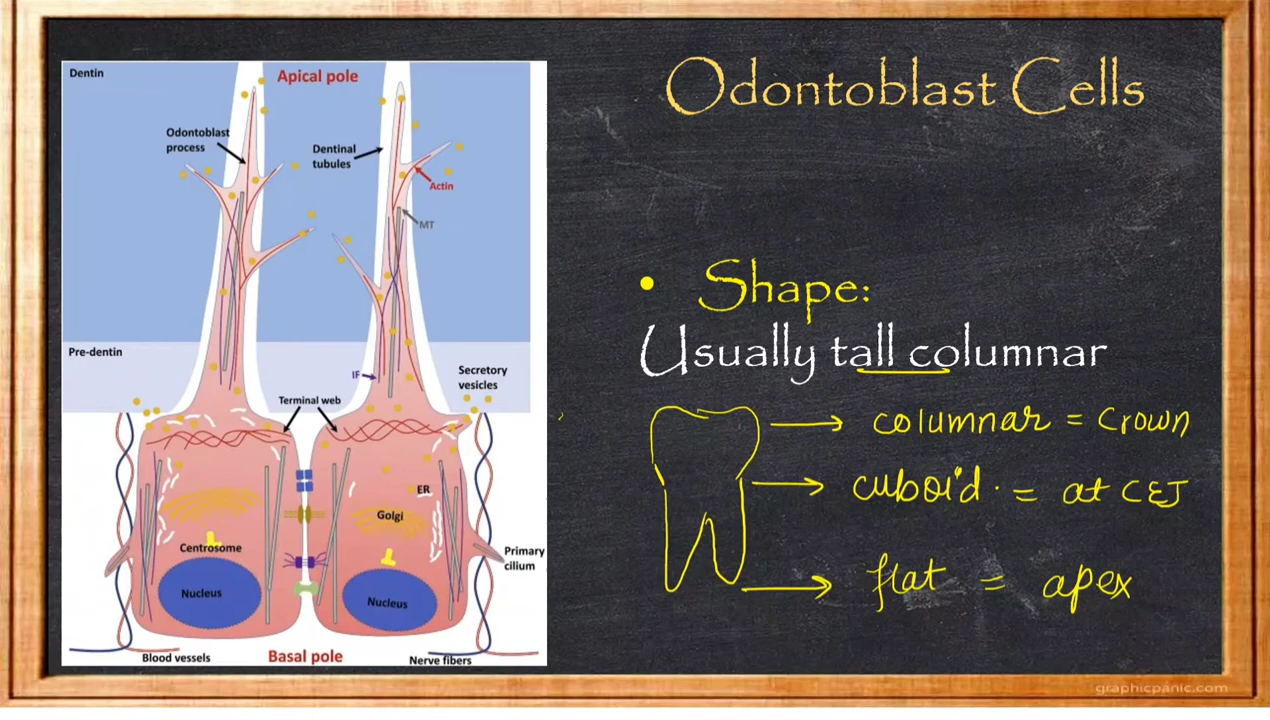 Odontoblast Cells
• Shape:
Usually tall columnar
columnar = crown
cuboid. = at CEJ
flat = apex
Dentin
Apical pole
Odontoblast
process
Dentinal
tubules
Actin
MT
Pre-dentin
IF
Secretory
vesicles
Terminal web
ER
Golgi
Centrosome
Primary
cilium
Nucleus
Nucleus
Blood vessels
Basal pole
Nerve fibers
graphicpanic.com